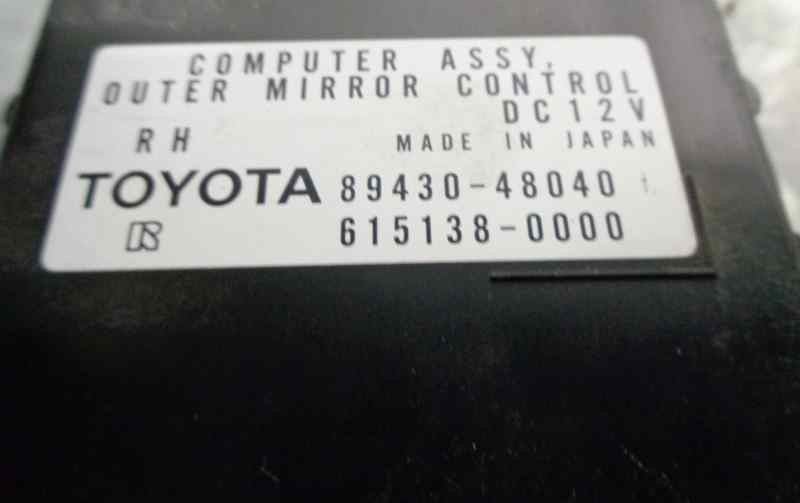 COMPUTER ASSY,
OUTER MIRROR CONTROL
DC12V
RH MADE IN JAPAN
TOYOTA 89430-48040
615138-0000